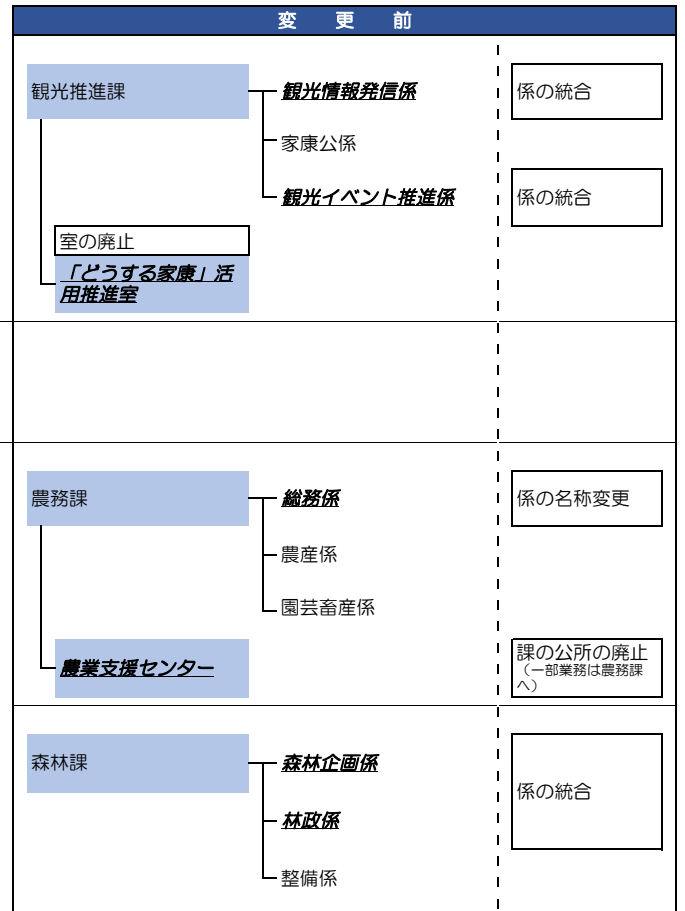 変更前
観光推進課
観光情報発信係
係の統合
家康公係
観光イベント推進係
係の統合
室の廃止
「どうする家康」活
用推進室
農務課
総務係
係の名称変更
農産係
園芸畜産係
農業支援センター
課の公所の廃止
（一部業務は農務課
へ）
森林課
森林企画係
係の統合
林政係
整備係